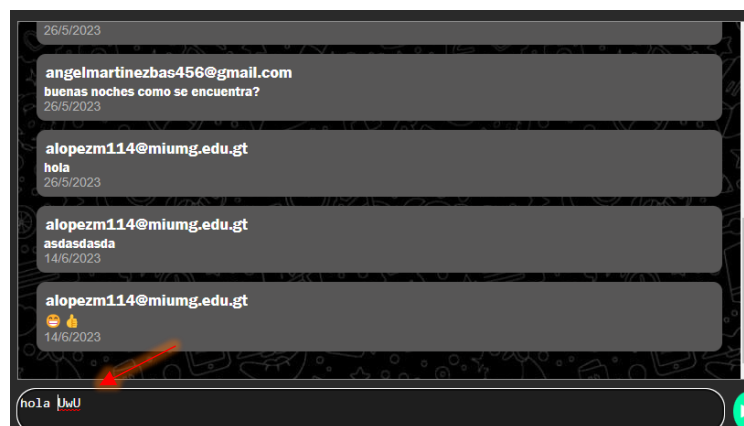 26/5/2023
angelmartinezbas456@gmail.com
buenas noches como se encuentra?
26/5/2023
alopezm114@miumg.edu.gt
hola
26/5/2023
alopezm114@miumg.edu.gt
asdasdasda
14/6/2023
alopezm114@miumg.edu.gt
😁👍
14/6/2023
hola UwU